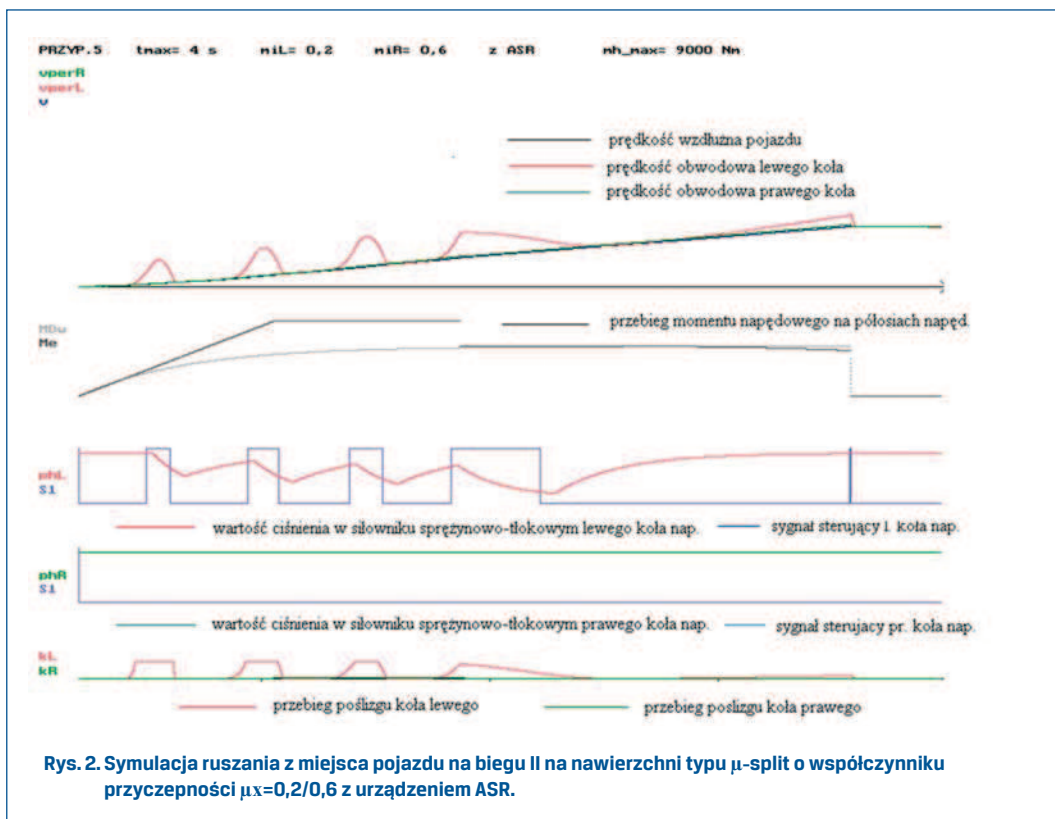 PRZYP.5 tmax= 4 s miL= 0,2 miR= 0,6 z ASR mh_max= 9000 Nm
vperR
vperL
v
prędkość wzdłużna pojazdu
prędkość obwodowa lewego koła
prędkość obwodowa prawego koła
MDw
Me
przebieg momentu napędowego na półosiach napęd.
phL
S1
wartość ciśnienia w siłowniku sprężynowo-tłokowym lewego koła nap.
sygnał sterujący l. koła nap.
phR
S1
wartość ciśnienia w siłowniku sprężynowo-tłokowym prawego koła nap.
sygnał sterujacy pr. koła nap.
kL
kR
przebieg poślizgu koła lewego
przebieg poslizgu koła prawego
Rys. 2. Symulacja ruszania z miejsca pojazdu na biegu II na nawierzchni typu μ-split o współczynniku
przyczepności μx=0,2/0,6 z urządzeniem ASR.